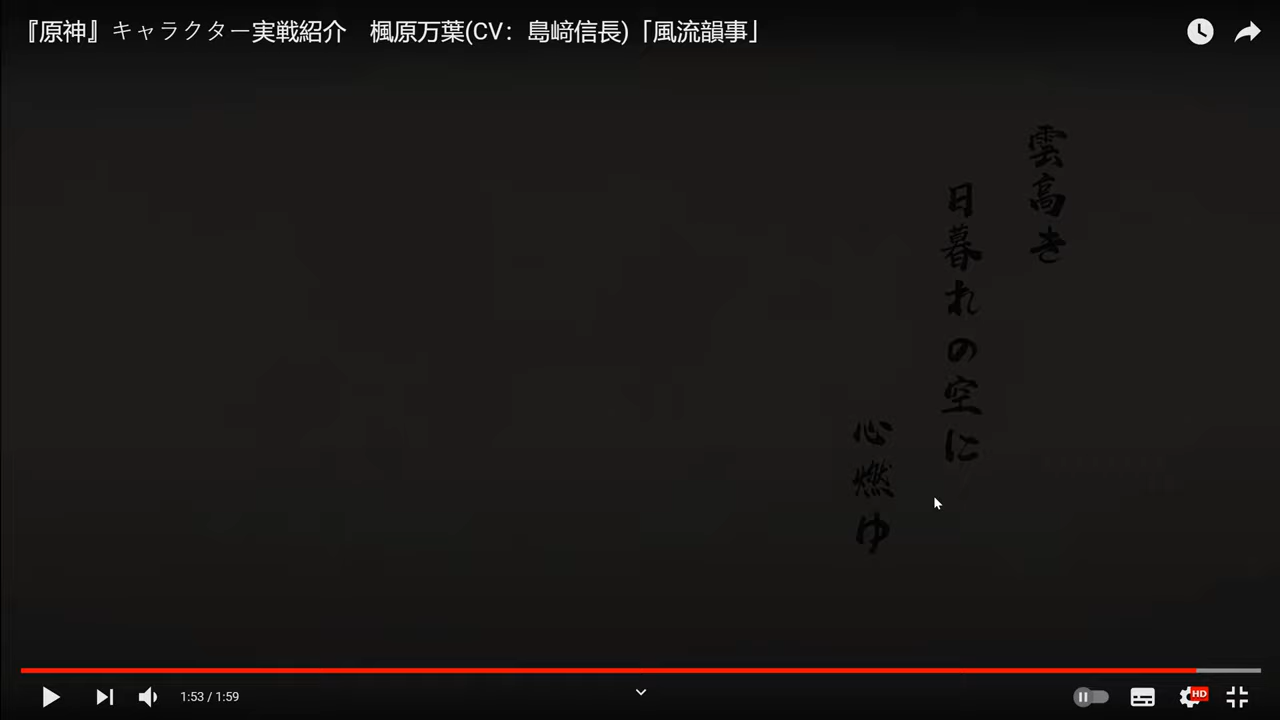 『原神』キャラクター実戦紹介　楓原万葉(CV：島﨑信長)「風流韻事」
雲高き
日暮れの空に
心燃ゆ
1:53 / 1:59
HD